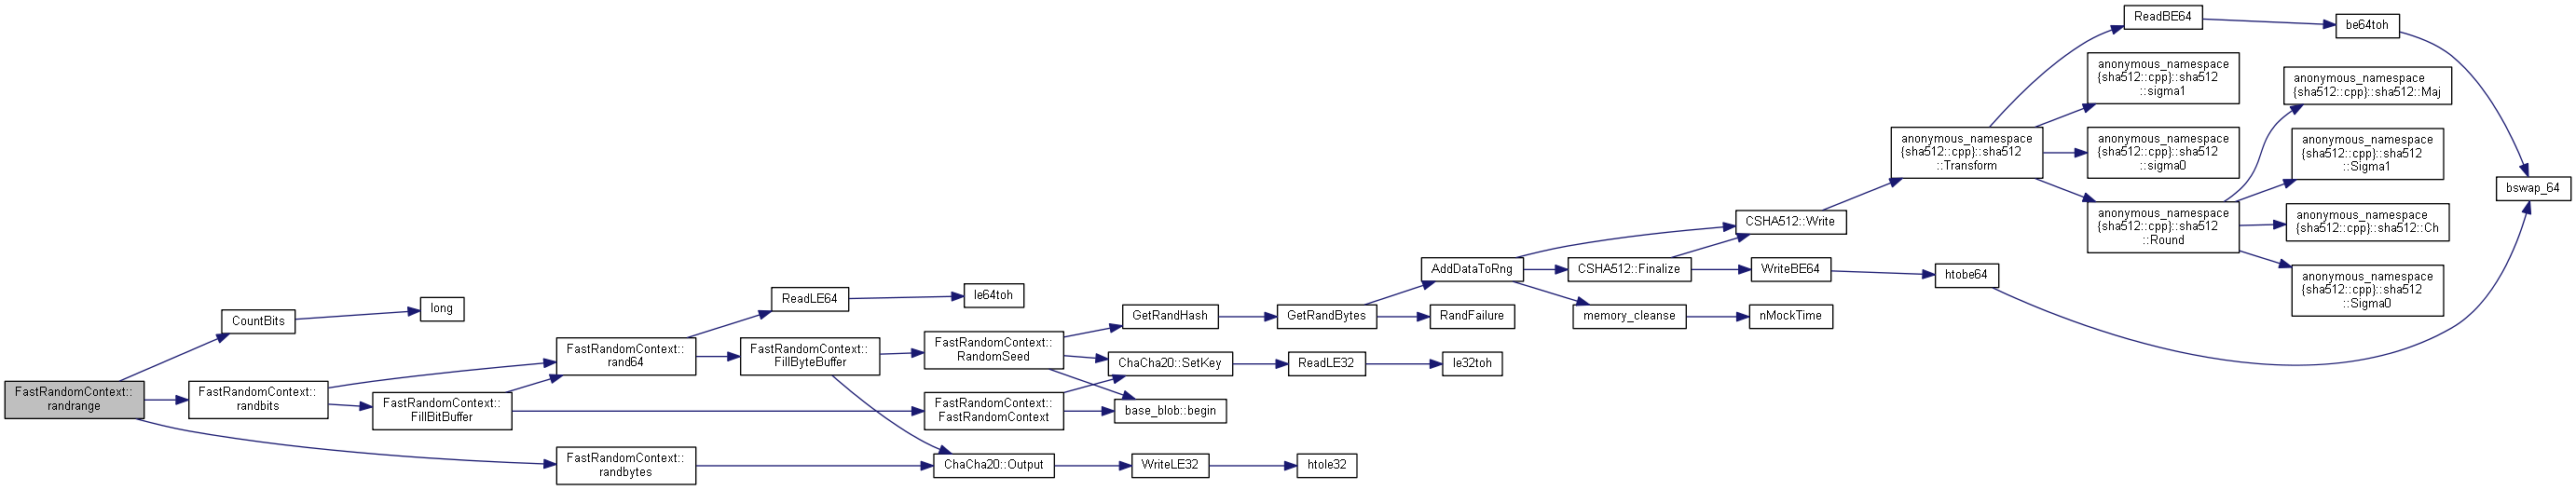 FastRandomContext::
randrange
CountBits
long
FastRandomContext::
randbits
FastRandomContext::
FillBitBuffer
FastRandomContext::
rand64
ReadLE64
le64toh
FastRandomContext::
FillByteBuffer
FastRandomContext::
RandomSeed
GetRandHash
GetRandBytes
AddDataToRng
RandFailure
CSHA512::Write
CSHA512::Finalize
memory_cleanse
WriteBE64
nMockTime
htobe64
anonymous_namespace
{sha512::cpp}::sha512
::Transform
ReadBE64
be64toh
anonymous_namespace
{sha512::cpp}::sha512
::sigma1
anonymous_namespace
{sha512::cpp}::sha512
::sigma0
anonymous_namespace
{sha512::cpp}::sha512
::Round
anonymous_namespace
{sha512::cpp}::sha512::Maj
anonymous_namespace
{sha512::cpp}::sha512
::Sigma1
anonymous_namespace
{sha512::cpp}::sha512::Ch
anonymous_namespace
{sha512::cpp}::sha512
::Sigma0
bswap_64
ChaCha20::SetKey
ReadLE32
le32toh
FastRandomContext::
FastRandomContext
base_blob::begin
FastRandomContext::
randbytes
ChaCha20::Output
WriteLE32
htole32